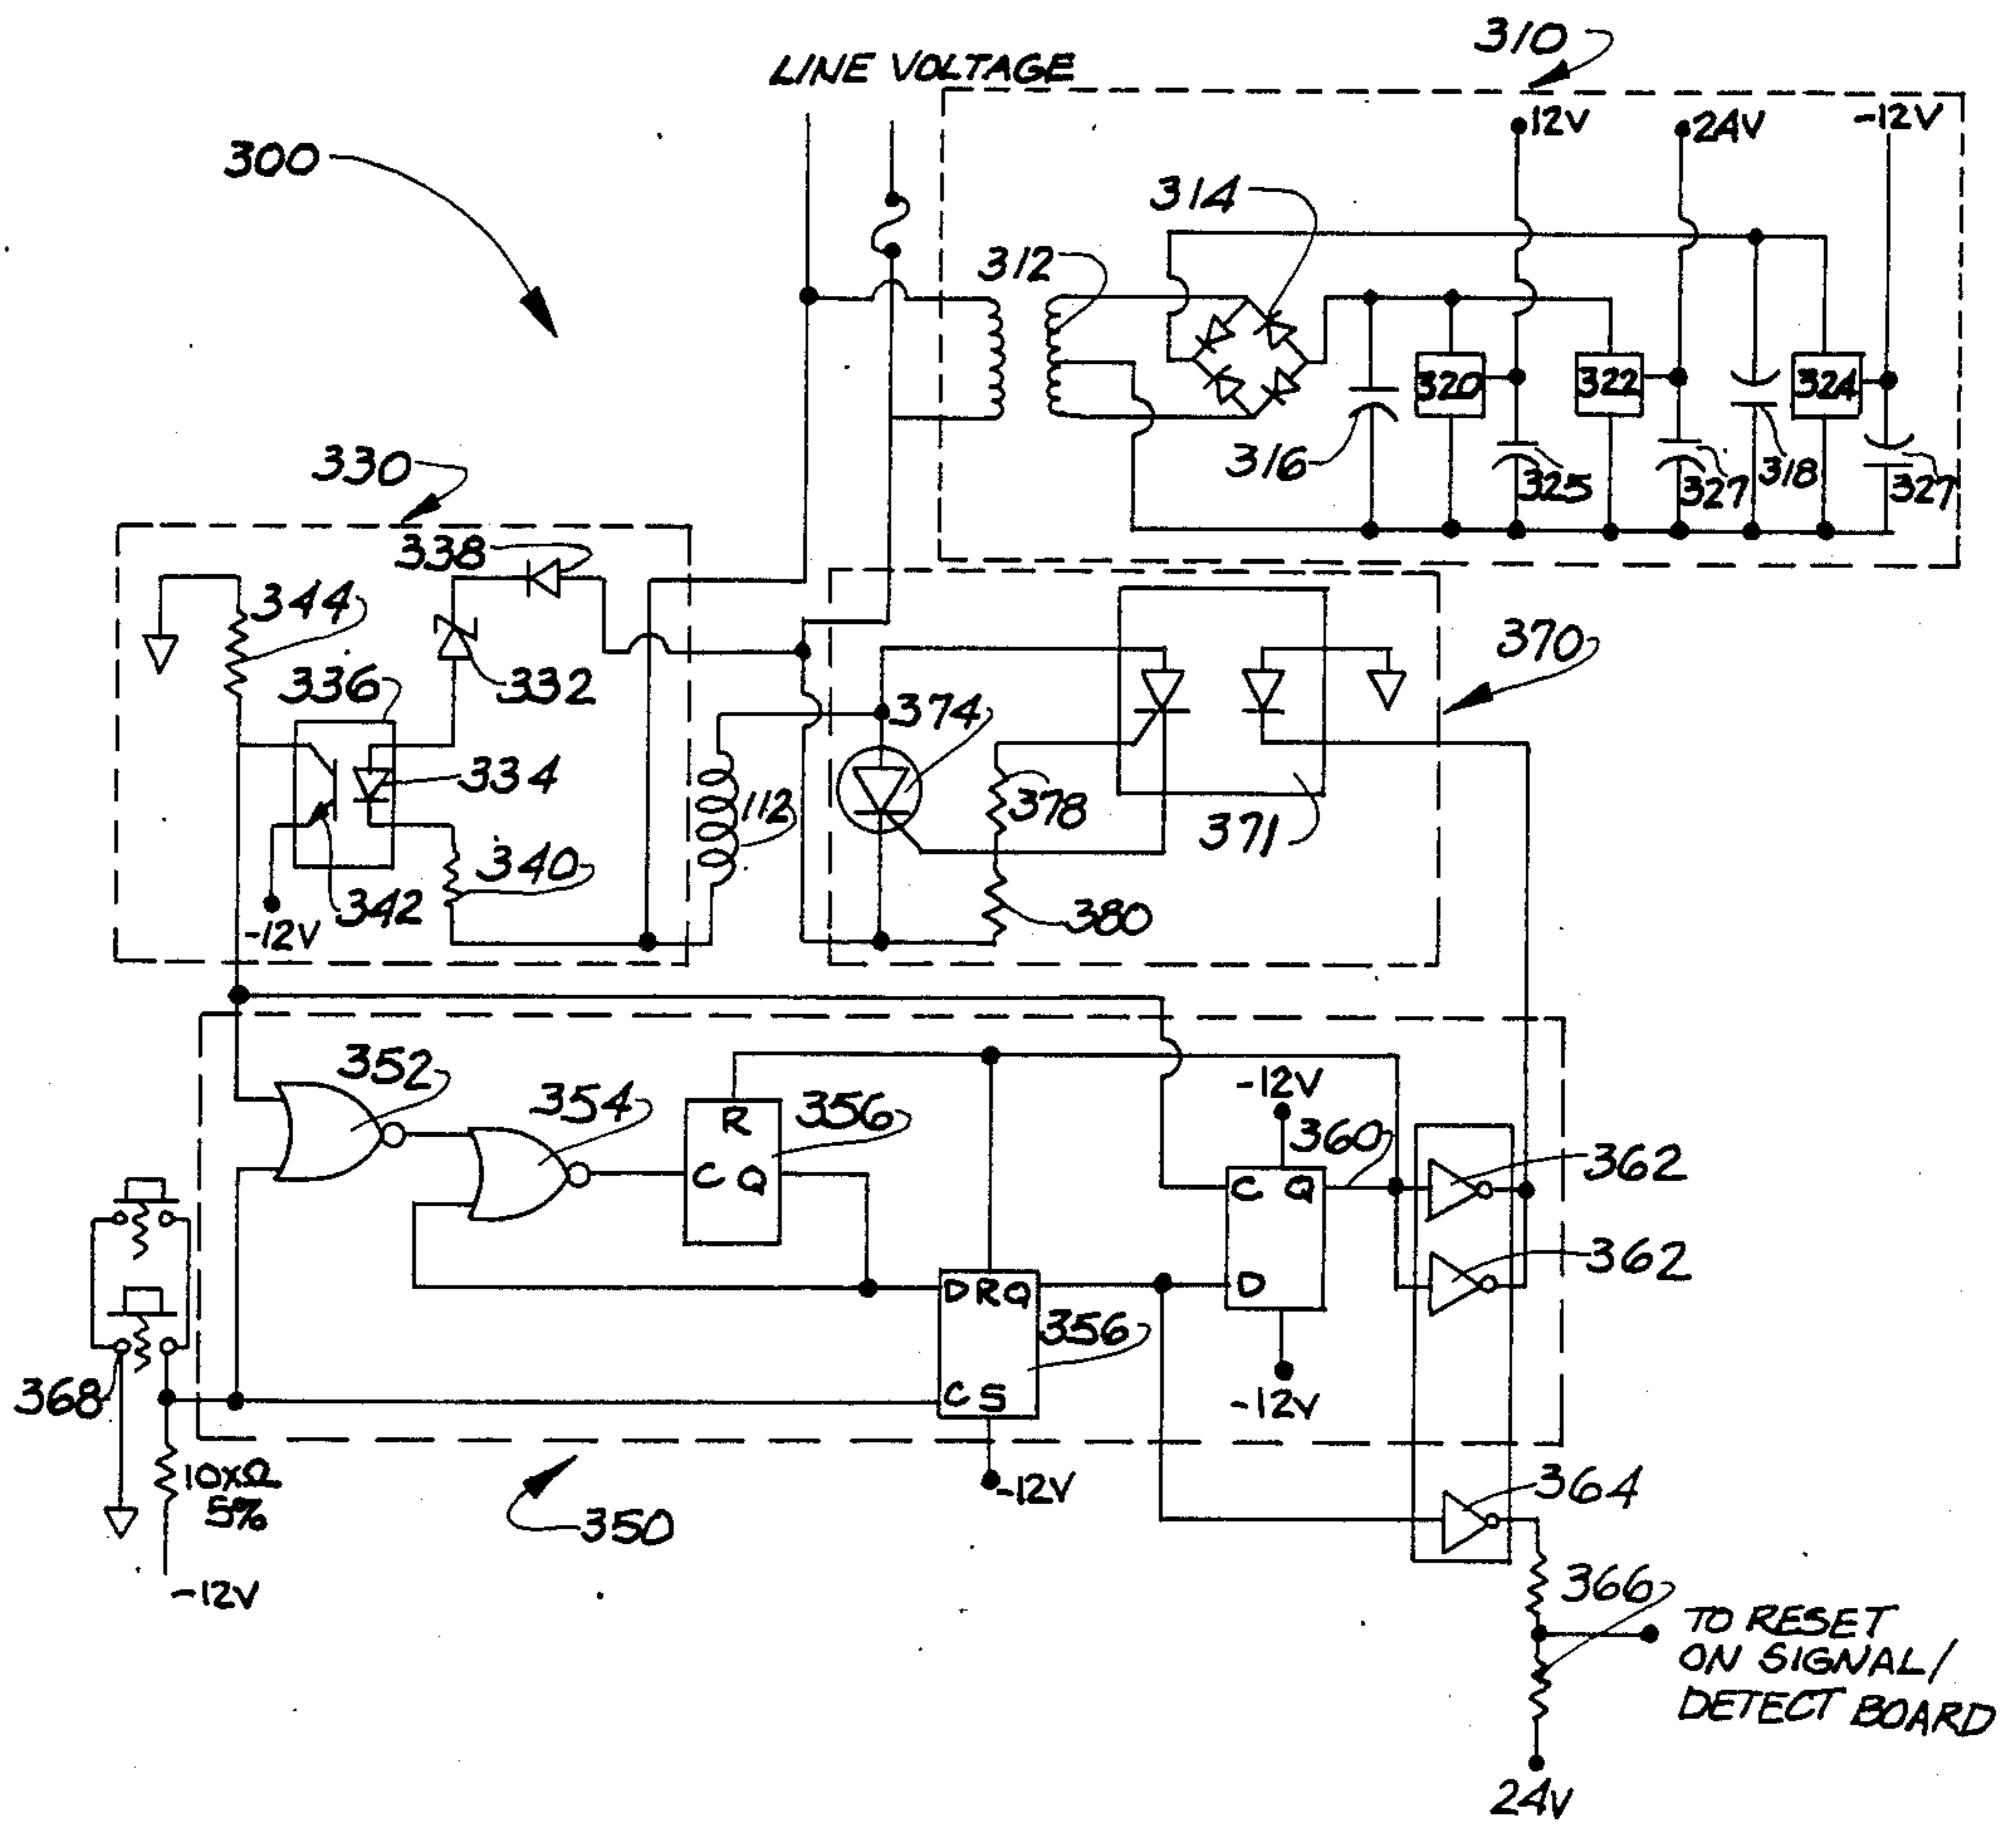 310
LINE VOLTAGE
12V
24V
-12V
300
314
312
320
322
324
316
325
327
318
327
330
338
344
336
332
370
374
334
112
378
371
340
342
380
-12V
352
354
356
-12V
360
362
R
C Q
C Q
362
D R Q
D
356
368
C S
-12V
10XΩ
5%
350
-12V
364
-12V
366
TO RESET
ON SIGNAL/
DETECT BOARD
24V